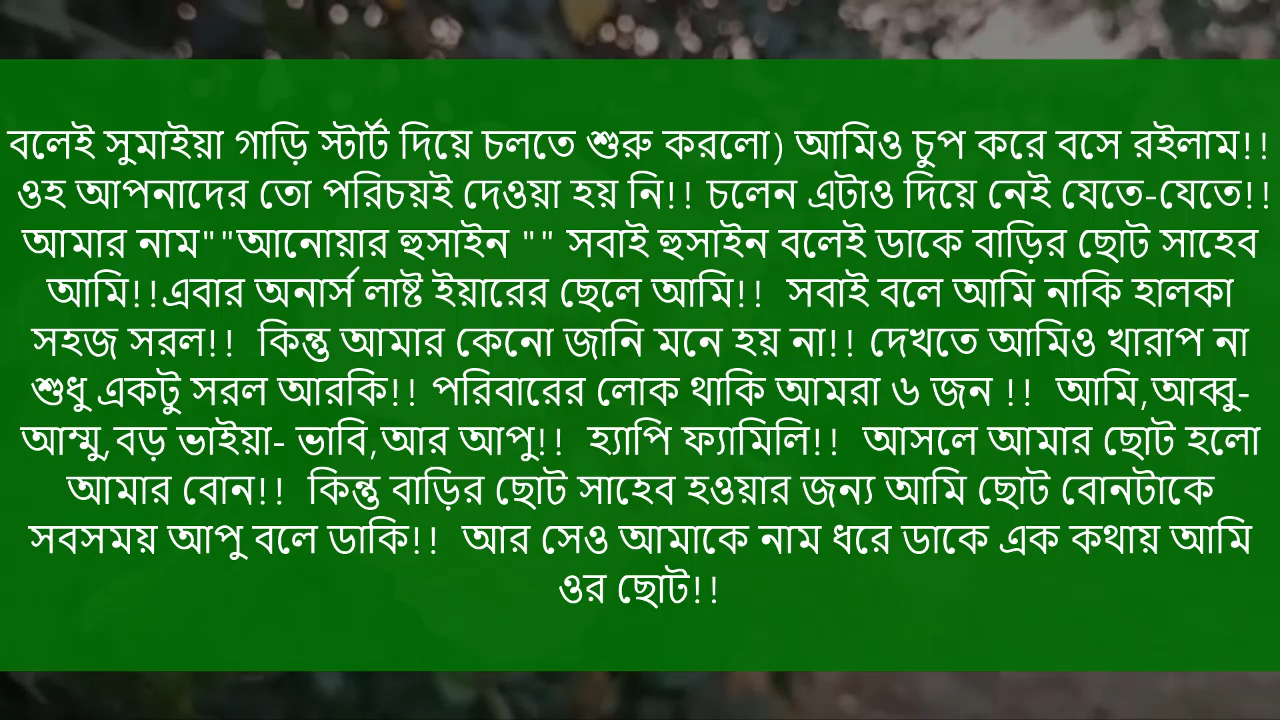 বলেই সুমাইয়া গাড়ি স্টার্ট দিয়ে চলতে শুরু করলো) আমিও চুপ করে বসে রইলাম!!
ওহ আপনাদের তো পরিচয়ই দেওয়া হয় নি!! চলেন এটাও দিয়ে নেই যেতে-যেতে!!
আমার নাম""আনোয়ার হুসাইন "" সবাই হুসাইন বলেই ডাকে বাড়ির ছোট সাহেব
আমি!!এবার অনার্স লাষ্ট ইয়ারের ছেলে আমি!!  সবাই বলে আমি নাকি হালকা
সহজ সরল!!  কিন্তু আমার কেনো জানি মনে হয় না!! দেখতে আমিও খারাপ না
শুধু একটু সরল আরকি!! পরিবারের লোক থাকি আমরা ৬ জন !!  আমি,আব্বু-
আম্মু,বড় ভাইয়া- ভাবি,আর আপু!!  হ্যাপি ফ্যামিলি!!  আসলে আমার ছোট হলো
আমার বোন!!  কিন্তু বাড়ির ছোট সাহেব হওয়ার জন্য আমি ছোট বোনটাকে
সবসময় আপু বলে ডাকি!!  আর সেও আমাকে নাম ধরে ডাকে এক কথায় আমি
ওর ছোট!!